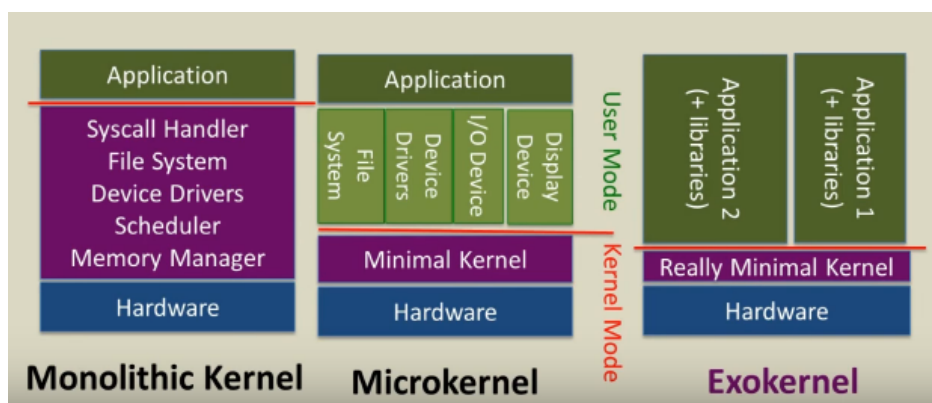 Application
Syscall Handler
File System
Device Drivers
Scheduler
Memory Manager
Hardware
Monolithic Kernel
Application
File
System
Device
Drivers
I/O Device
Display
Device
Minimal Kernel
Hardware
Microkernel
User Mode
Kernel Mode
Application 2
(+ libraries)
Application 1
(+ libraries)
Really Minimal Kernel
Hardware
Exokernel